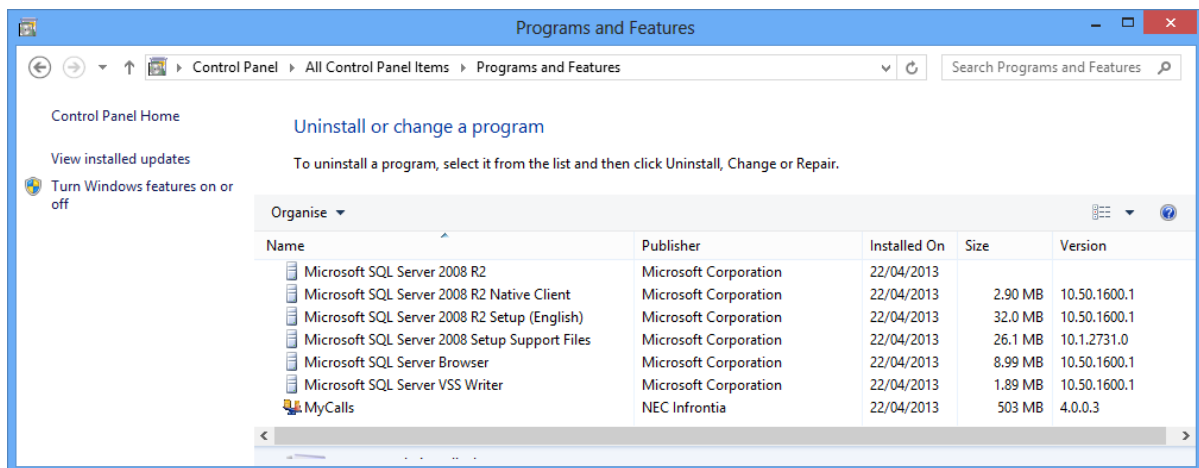 Programs and Features
Control Panel All Control Panel Items Programs and Features Search Programs and Features
Control Panel Home
View installed updates
Turn Windows features on or
off
Uninstall or change a program
To uninstall a program, select it from the list and then click Uninstall, Change or Repair.
Organise
Name Publisher Installed On Size Version
Microsoft SQL Server 2008 R2 Microsoft Corporation 22/04/2013
Microsoft SQL Server 2008 R2 Native Client Microsoft Corporation 22/04/2013 2.90 MB 10.50.1600.1
Microsoft SQL Server 2008 R2 Setup (English) Microsoft Corporation 22/04/2013 32.0 MB 10.50.1600.1
Microsoft SQL Server 2008 Setup Support Files Microsoft Corporation 22/04/2013 26.1 MB 10.1.2731.0
Microsoft SQL Server Browser Microsoft Corporation 22/04/2013 8.99 MB 10.50.1600.1
Microsoft SQL Server VSS Writer Microsoft Corporation 22/04/2013 1.89 MB 10.50.1600.1
MyCalls NEC Infrontia 22/04/2013 503 MB 4.0.0.3